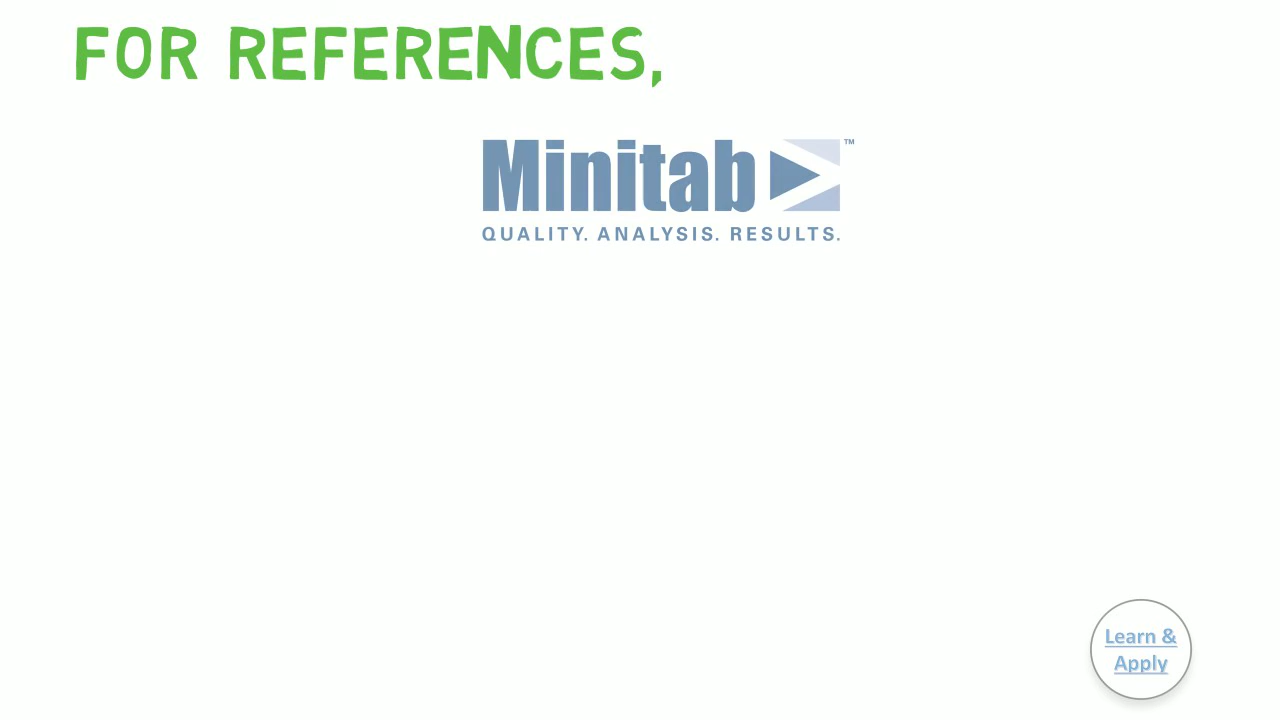 FOR REFERENCES,
Minitab ™
QUALITY. ANALYSIS. RESULTS.
Learn &
Apply